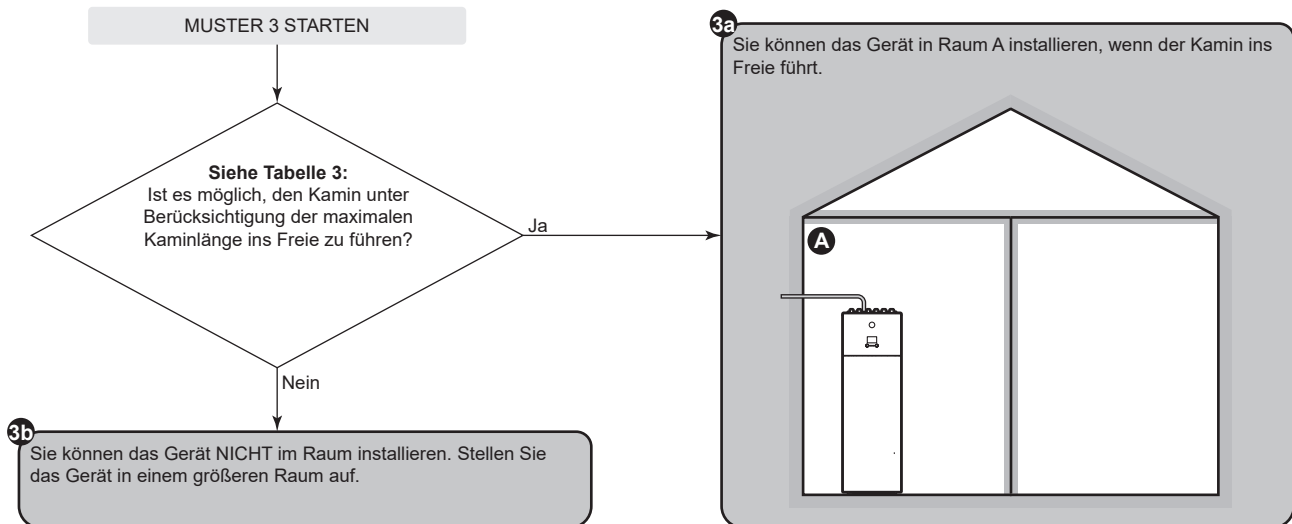 MUSTER 3 STARTEN
Siehe Tabelle 3:
Ist es möglich, den Kamin unter
Berücksichtigung der maximalen
Kaminlänge ins Freie zu führen?
Ja
Nein
3a
Sie können das Gerät in Raum A installieren, wenn der Kamin ins
Freie führt.
A
3b
Sie können das Gerät NICHT im Raum installieren. Stellen Sie
das Gerät in einem größeren Raum auf.